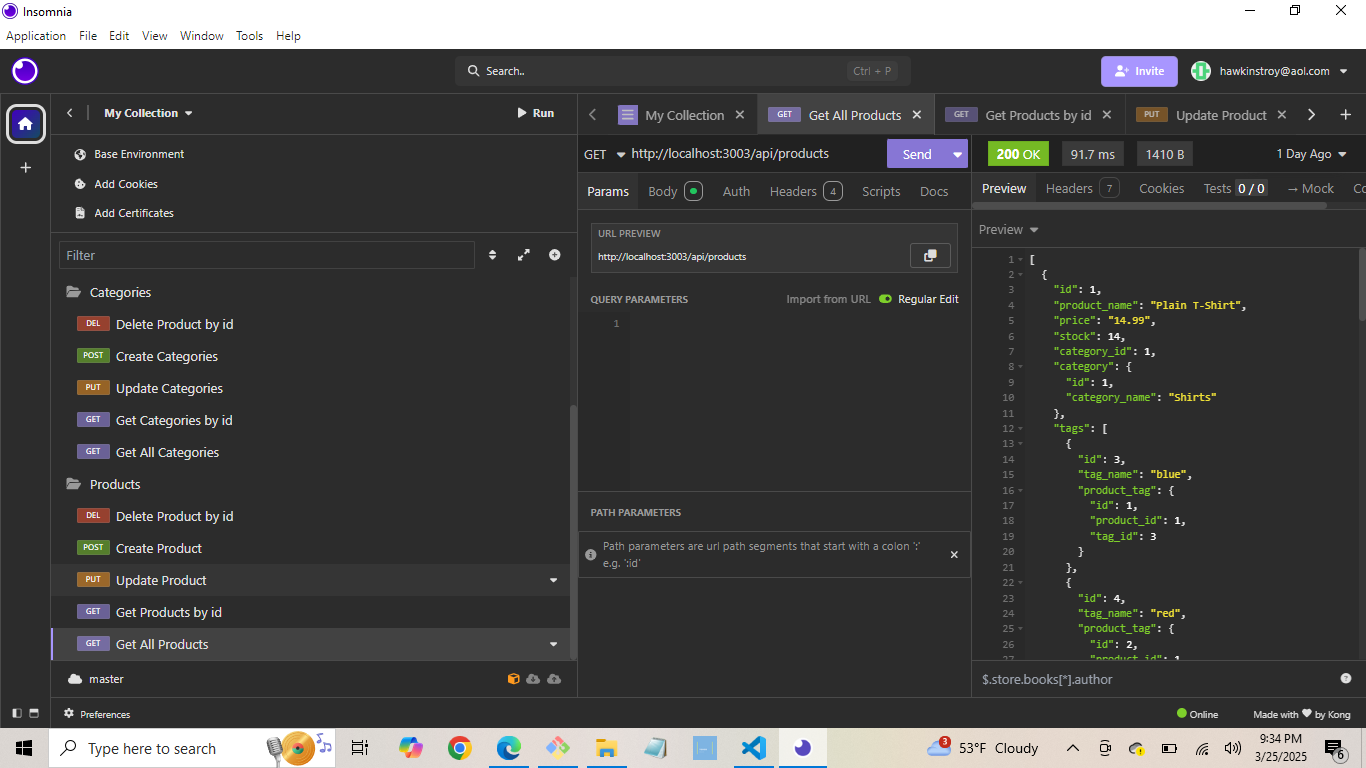 Insomnia
Application File Edit View Window Tools Help
Search.. Ctrl + P
Invite
hawkinstroy@aol.com
My Collection
Run
Base Environment
Add Cookies
Add Certificates
Filter
Categories
DEL Delete Product by id
POST Create Categories
PUT Update Categories
GET Get Categories by id
GET Get All Categories
Products
DEL Delete Product by id
POST Create Product
PUT Update Product
GET Get Products by id
GET Get All Products
master
Preferences
My Collection
GET Get All Products
GET Get Products by id
PUT Update Product
GET http://localhost:3003/api/products Send
Params Body Auth Headers 4 Scripts Docs
URL PREVIEW
http://localhost:3003/api/products
QUERY PARAMETERS Import from URL Regular Edit
1
PATH PARAMETERS
Path parameters are url path segments that start with a colon ':'
e.g. ':id'
200 OK 91.7 ms 1410 B 1 Day Ago
Preview Headers 7 Cookies Tests 0 / 0 → Mock Co
Preview
1 [
2 {
3 "id": 1,
4 "product_name": "Plain T-Shirt",
5 "price": "14.99",
6 "stock": 14,
7 "category_id": 1,
8 "category": {
9 "id": 1,
10 "category_name": "Shirts"
11 },
12 "tags": [
13 {
14 "id": 3,
15 "tag_name": "blue",
16 "product_tag": {
17 "id": 1,
18 "product_id": 1,
19 "tag_id": 3
20 }
21 },
22 {
23 "id": 4,
24 "tag_name": "red",
25 "product_tag": {
26 "id": 2,
27 "product_id": 1
$.store.books[*].author
Online
Made with ❤ by Kong
Type here to search
53°F Cloudy
3
9:34 PM
3/25/2025
6